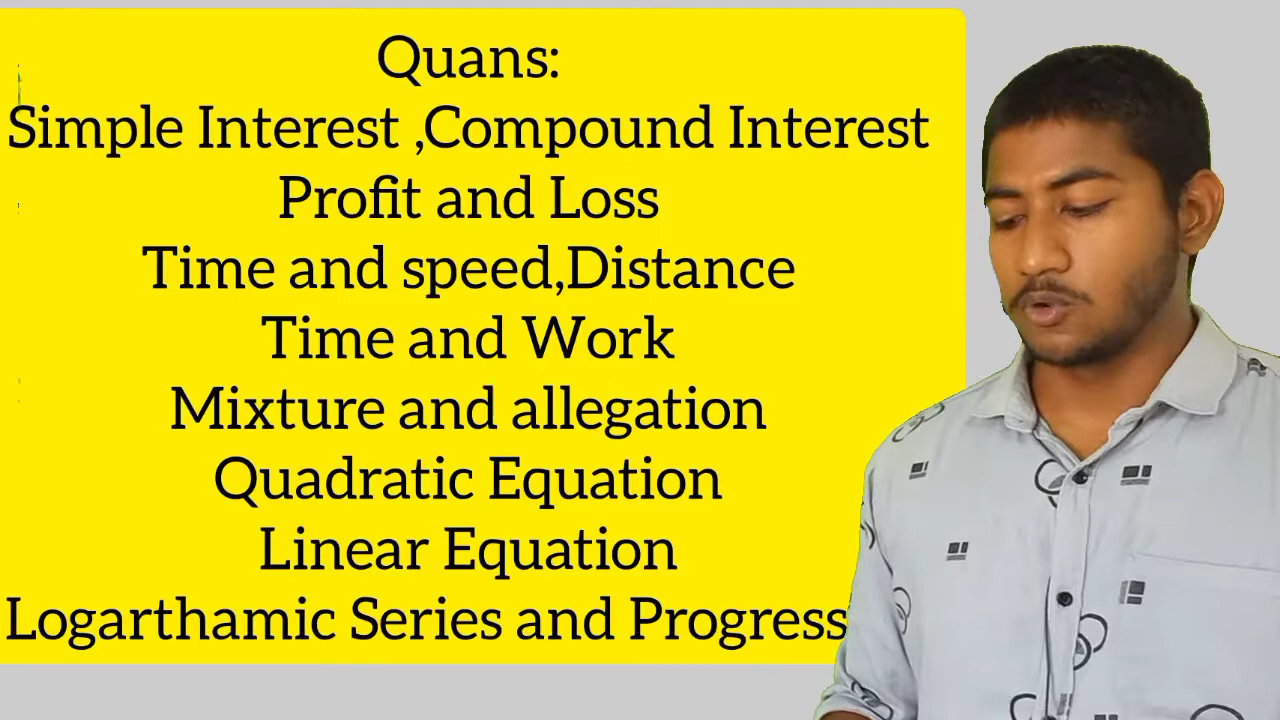 Quans:
Simple Interest ,Compound Interest
Profit and Loss
Time and speed,Distance
Time and Work
Mixture and allegation
Quadratic Equation
Linear Equation
Logarthamic Series and Progress